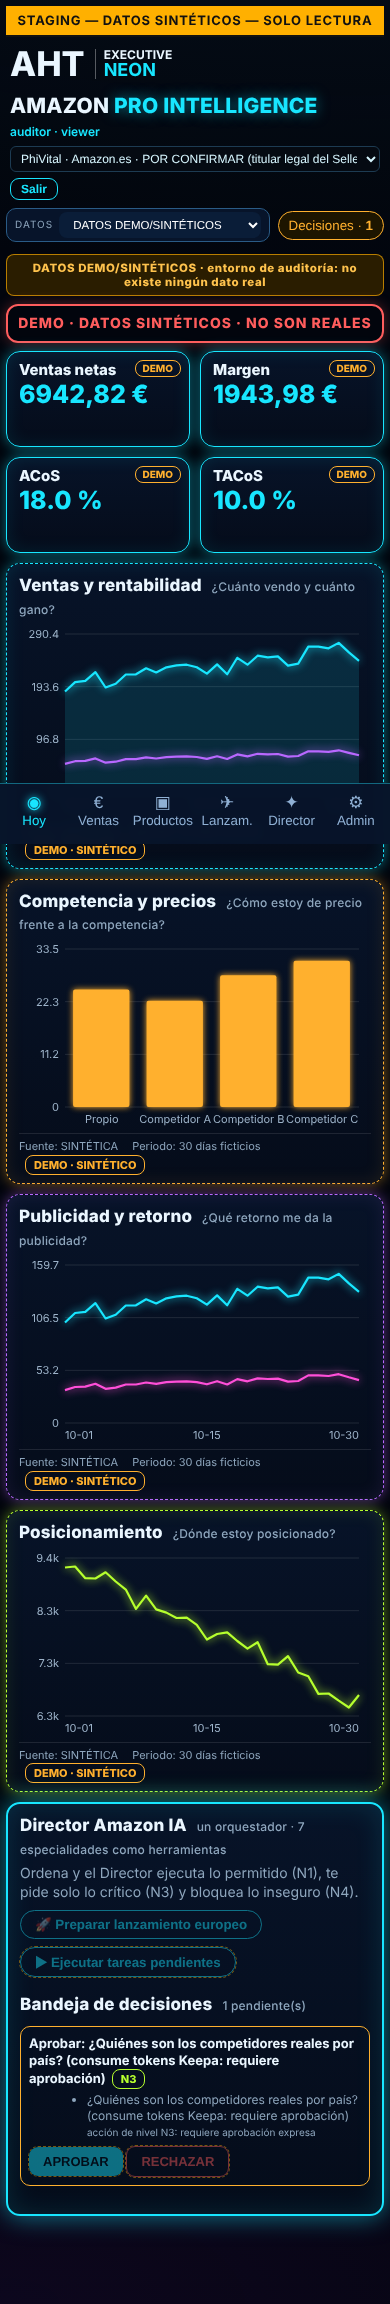 STAGING — DATOS SINTÉTICOS — SOLO LECTURA
AHT EXECUTIVE NEON
AMAZON PRO INTELLIGENCE
auditor · viewer
PhiVital · Amazon.es · POR CONFIRMAR (titular legal del Selle
Salir
DATOS DATOS DEMO/SINTÉTICOS
Decisiones · 1
DATOS DEMO/SINTÉTICOS · entorno de auditoría: no
existe ningún dato real
DEMO · DATOS SINTÉTICOS · NO SON REALES
Ventas netas DEMO
6942,82 €
Margen DEMO
1943,98 €
ACoS DEMO
18.0 %
TACoS DEMO
10.0 %
Ventas y rentabilidad ¿Cuánto vendo y cuánto
gano?
290.4
193.6
96.8
Hoy
€ Ventas
Productos
Lanzam.
Director
Admin
DEMO · SINTÉTICO
Competencia y precios ¿Cómo estoy de precio
frente a la competencia?
33.5
22.3
11.2
0
Propio Competidor A Competidor B Competidor C
Fuente: SINTÉTICA Periodo: 30 días ficticios
DEMO · SINTÉTICO
Publicidad y retorno ¿Qué retorno me da la
publicidad?
159.7
106.5
53.2
0
10-01 10-15 10-30
Fuente: SINTÉTICA Periodo: 30 días ficticios
DEMO · SINTÉTICO
Posicionamiento ¿Dónde estoy posicionado?
9.4k
8.3k
7.3k
6.3k
10-01 10-15 10-30
Fuente: SINTÉTICA Periodo: 30 días ficticios
DEMO · SINTÉTICO
Director Amazon IA un orquestador · 7
especialidades como herramientas
Ordena y el Director ejecuta lo permitido (N1), te
pide solo lo crítico (N3) y bloquea lo inseguro (N4).
🚀 Preparar lanzamiento europeo
▶ Ejecutar tareas pendientes
Bandeja de decisiones 1 pendiente(s)
Aprobar: ¿Quiénes son los competidores reales por
país? (consume tokens Keepa: requiere
aprobación) N3
• ¿Quiénes son los competidores reales por país?
(consume tokens Keepa: requiere aprobación)
acción de nivel N3: requiere aprobación expresa
APROBAR RECHAZAR